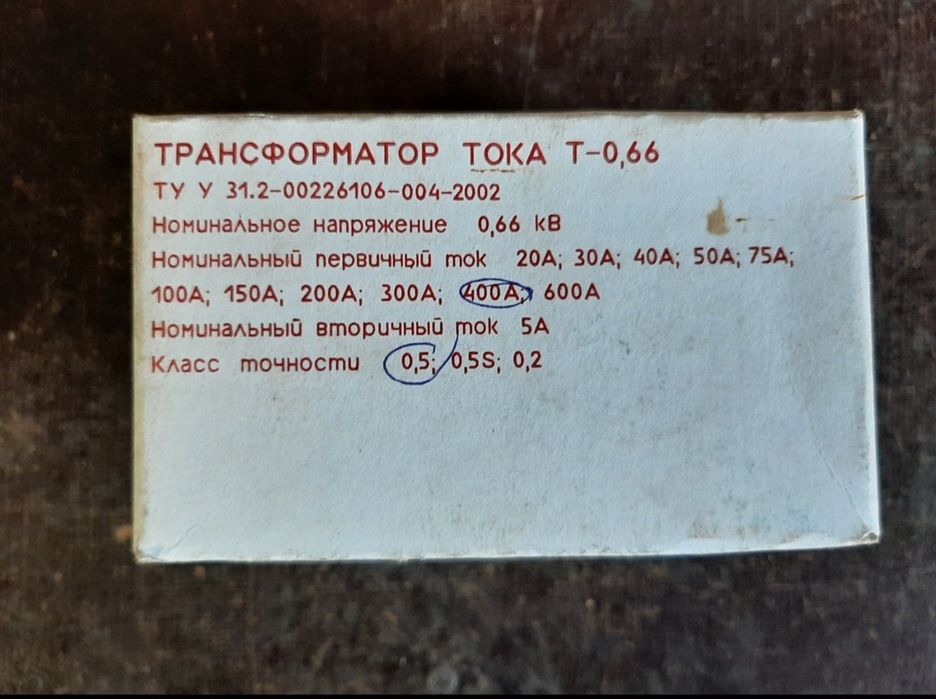 ТРАНСФОРМАТОР ТОКА Т-0,66
ТУ У 31.2-00226106-004-2002
Номинальное напряжение 0,66 кВ
Номинальный первичный ток 20А; 30А; 40А; 50А; 75А;
100А; 150А; 200А; 300А; 400А; 600А
Номинальный вторичный ток 5А
Класс точности 0,5; 0,5S; 0,2